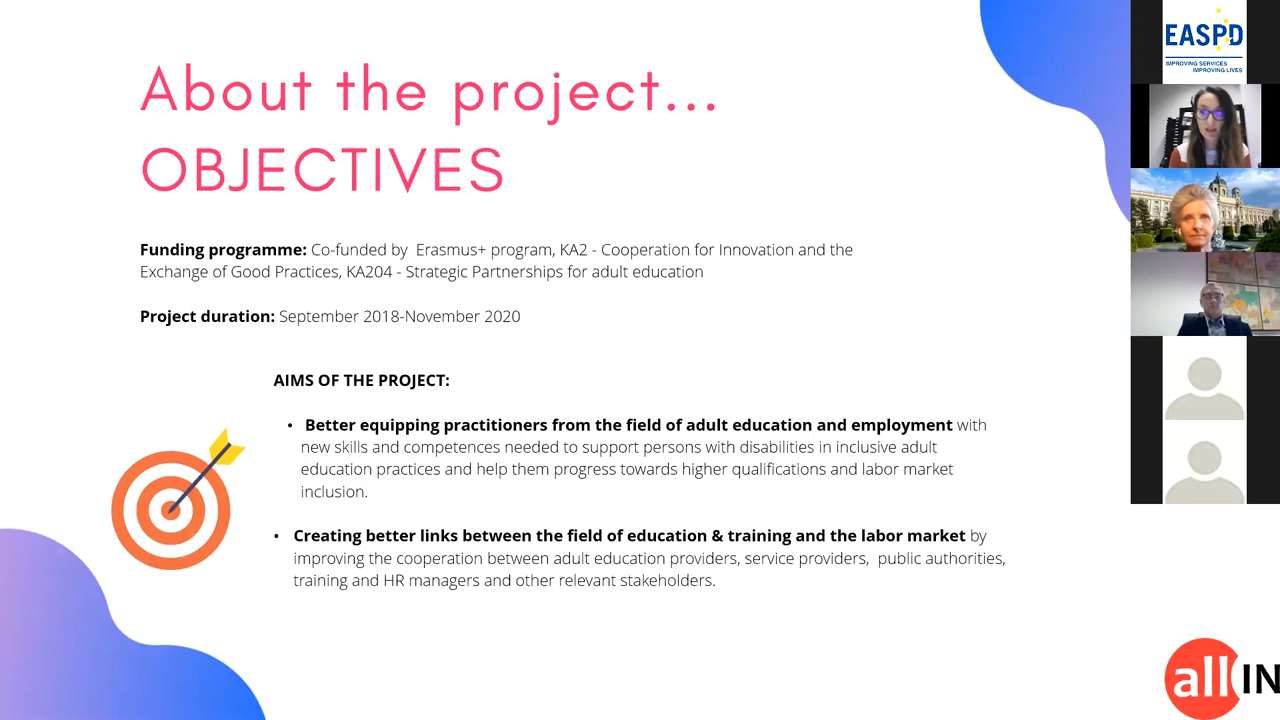 About the project...
OBJECTIVES
Funding programme: Co-funded by  Erasmus+ program, KA2 - Cooperation for Innovation and the
Exchange of Good Practices, KA204 - Strategic Partnerships for adult education
Project duration: September 2018-November 2020
AIMS OF THE PROJECT:
• Better equipping practitioners from the field of adult education and employment with
new skills and competences needed to support persons with disabilities in inclusive adult
education practices and help them progress towards higher qualifications and labor market
inclusion.
• Creating better links between the field of education & training and the labor market by
improving the cooperation between adult education providers, service providers,  public authorities,
training and HR managers and other relevant stakeholders.
EASPD
IMPROVING SERVICES
IMPROVING LIVES
all IN